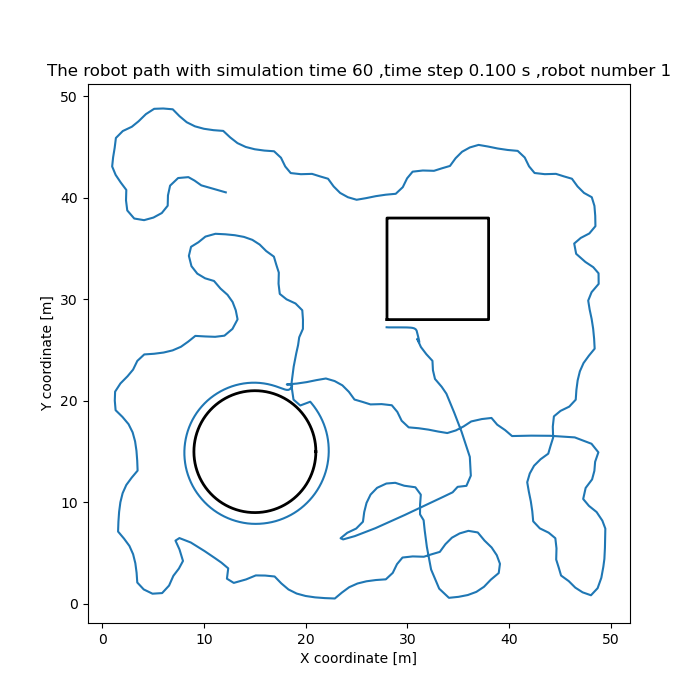 The robot path with simulation time 60 ,time step 0.100 s ,robot number 1
50
40
30
20
10
0
Y coordinate [m]
0 10 20 30 40 50
X coordinate [m]